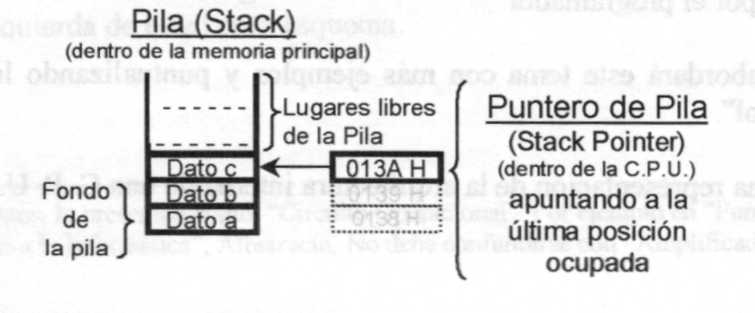 Pila (Stack)
(dentro de la memoria principal)
Lugares libres
de la Pila
Dato c
Dato b
Dato a
Fondo
de
la pila
013A H
0139 H
0138 H
Puntero de Pila
(Stack Pointer)
(dentro de la C.P.U.)
apuntando a la
última posición
ocupada